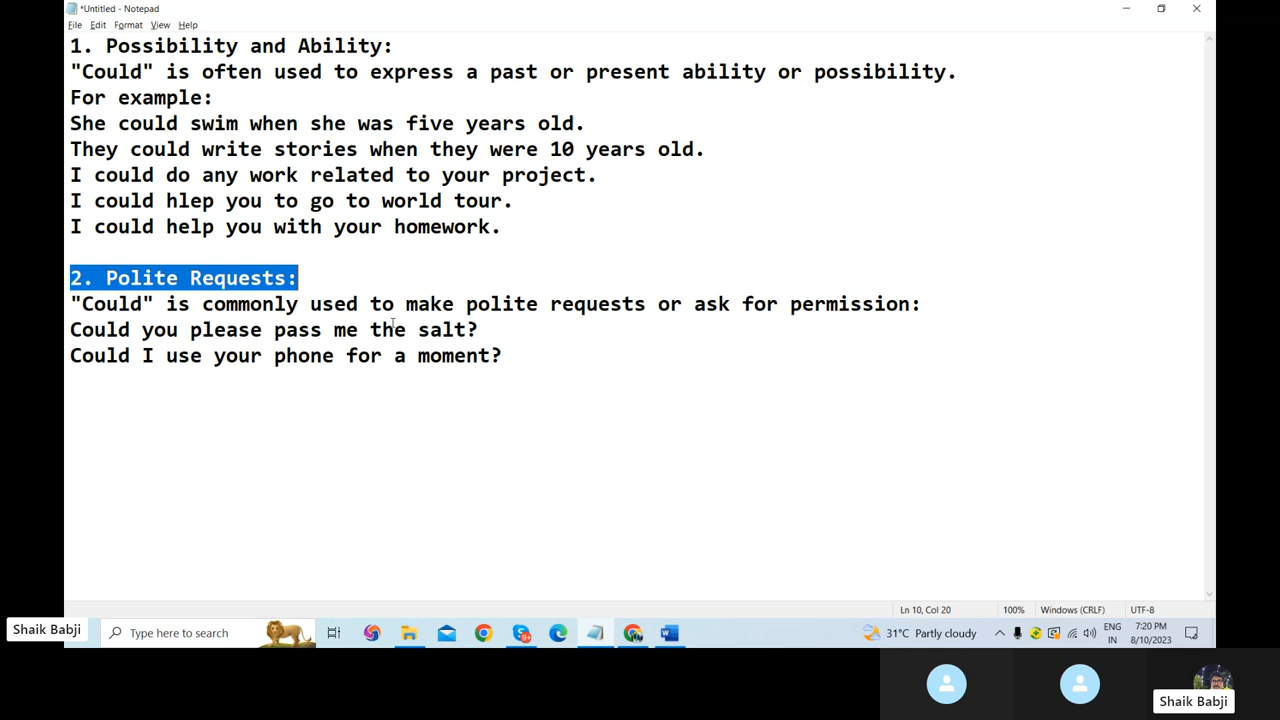 *Untitled - Notepad
File Edit Format View Help
1. Possibility and Ability:
"Could" is often used to express a past or present ability or possibility.
For example:
She could swim when she was five years old.
They could write stories when they were 10 years old.
I could do any work related to your project.
I could hlep you to go to world tour.
I could help you with your homework.
2. Polite Requests:
"Could" is commonly used to make polite requests or ask for permission:
Could you please pass me the salt?
Could I use your phone for a moment?
Ln 10, Col 20 100% Windows (CRLF) UTF-8
Shaik Babji
Type here to search
31°C Partly cloudy
ENG
IN
7:20 PM
8/10/2023
Shaik Babji